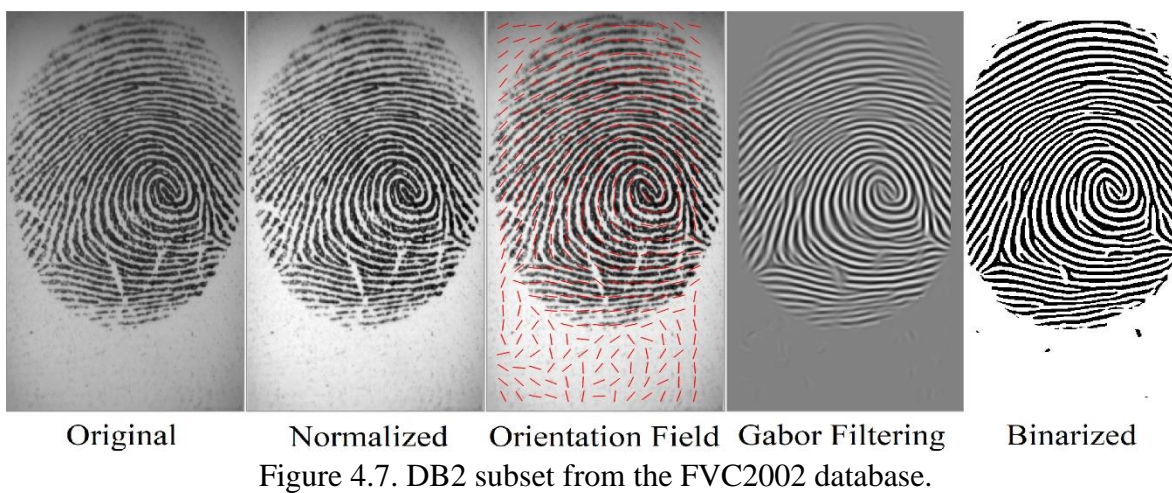 Original Normalized Orientation Field Gabor Filtering Binarized
Figure 4.7. DB2 subset from the FVC2002 database.